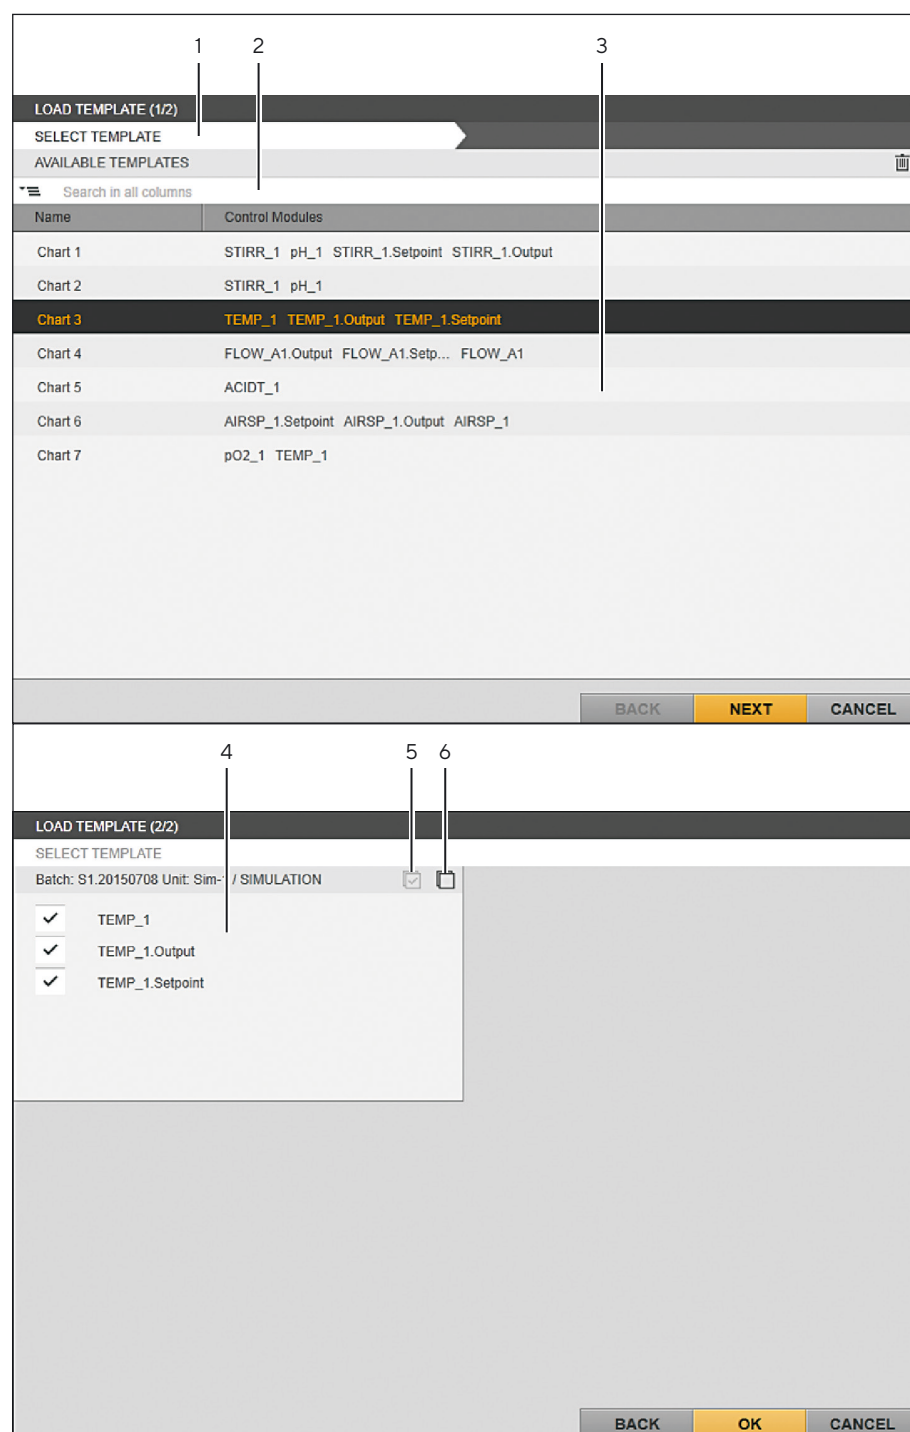 1 2 3
LOAD TEMPLATE (1/2)
SELECT TEMPLATE
AVAILABLE TEMPLATES
Search in all columns
Name Control Modules
Chart 1 STIRR_1 pH_1 STIRR_1.Setpoint STIRR_1.Output
Chart 2 STIRR_1 pH_1
Chart 3 TEMP_1 TEMP_1.Output TEMP_1.Setpoint
Chart 4 FLOW_A1.Output FLOW_A1.Setp... FLOW_A1
Chart 5 ACIDT_1
Chart 6 AIRSP_1.Setpoint AIRSP_1.Output AIRSP_1
Chart 7 pO2_1 TEMP_1
BACK NEXT CANCEL
4 5 6
LOAD TEMPLATE (2/2)
SELECT TEMPLATE
Batch: S1.20150708 Unit: / SIMULATION
TEMP_1
TEMP_1.Output
TEMP_1.Setpoint
BACK OK CANCEL